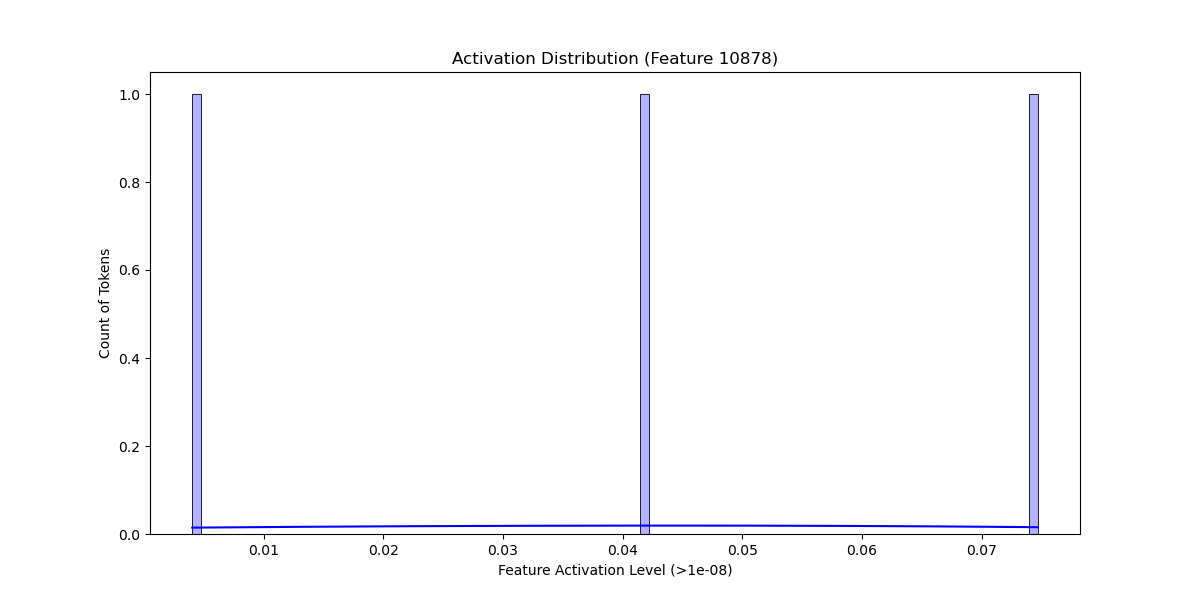 Activation Distribution (Feature 10878)
1.0
0.8
0.6
0.4
0.2
0.0
Count of Tokens
0.01 0.02 0.03 0.04 0.05 0.06 0.07
Feature Activation Level (>1e-08)